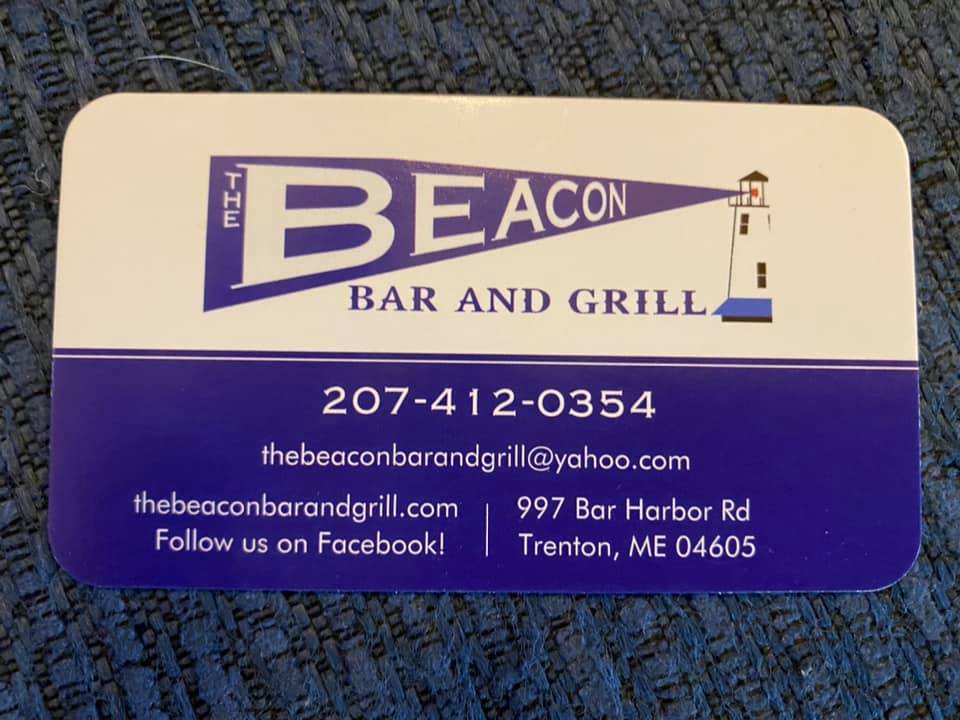 THE BEACON
BAR AND GRILL
207-412-0354
thebeaconbarandgrill@yahoo.com
thebeaconbarandgrill.com
Follow us on Facebook!
997 Bar Harbor Rd
Trenton, ME 04605